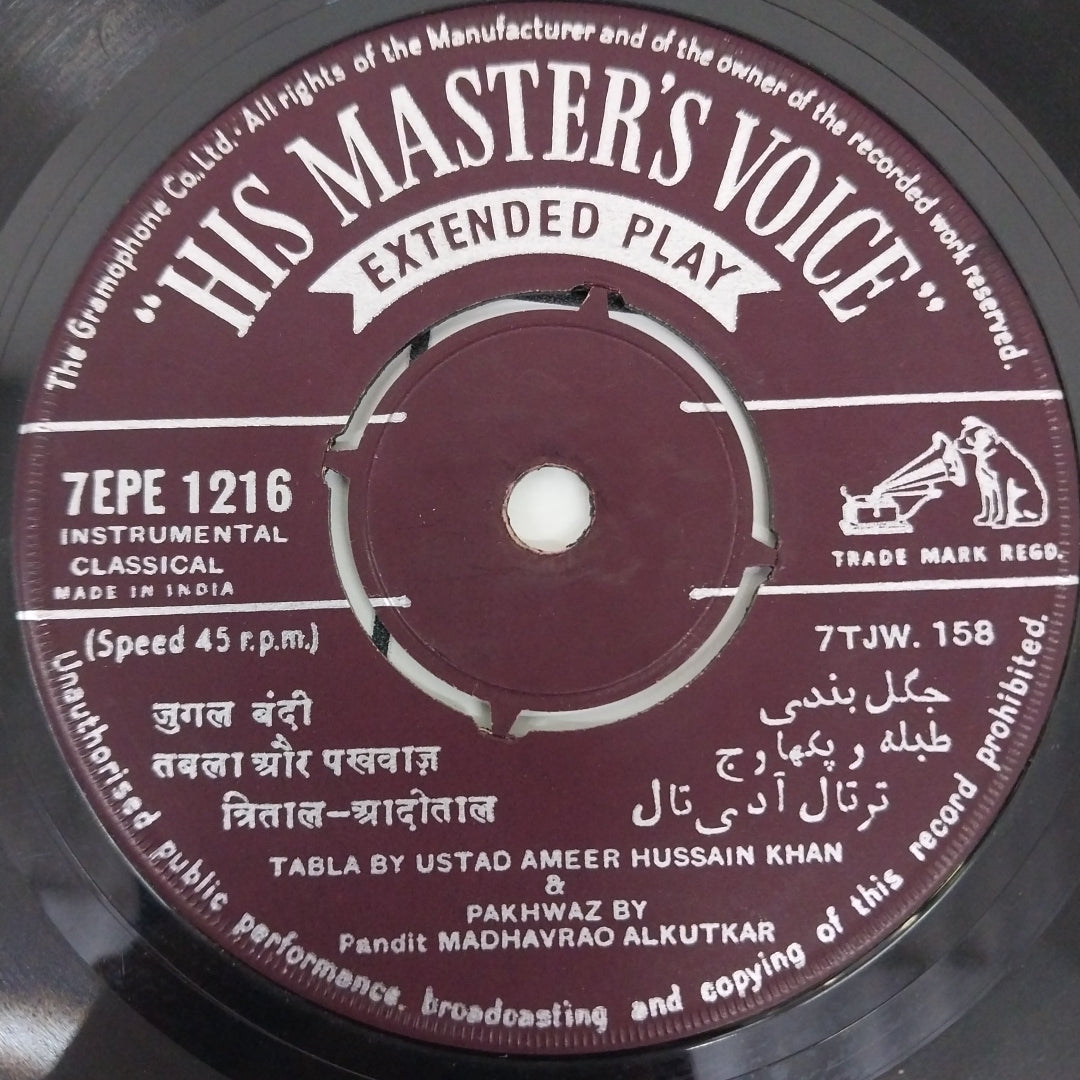 The Gramophone Co., Ltd. · All rights of the Manufacturer and of the owner of the recorded work reserved.
"HIS MASTER'S VOICE"
EXTENDED PLAY
7EPE 1216
INSTRUMENTAL
CLASSICAL
MADE IN INDIA
TRADE MARK REGD.
(Speed 45 r.p.m.)
7TJW. 158
जुगल बंदी
جگل بندی
तबला और पखवाज़
طبلہ و پکھاوج
त्रिताल-आदोताल
ترتال آدی تال
TABLA BY USTAD AMEER HUSSAIN KHAN
&
PAKHWAZ BY
Pandit MADHAVRAO ALKUTKAR
Unauthorised public performance, broadcasting and copying of this record prohibited.